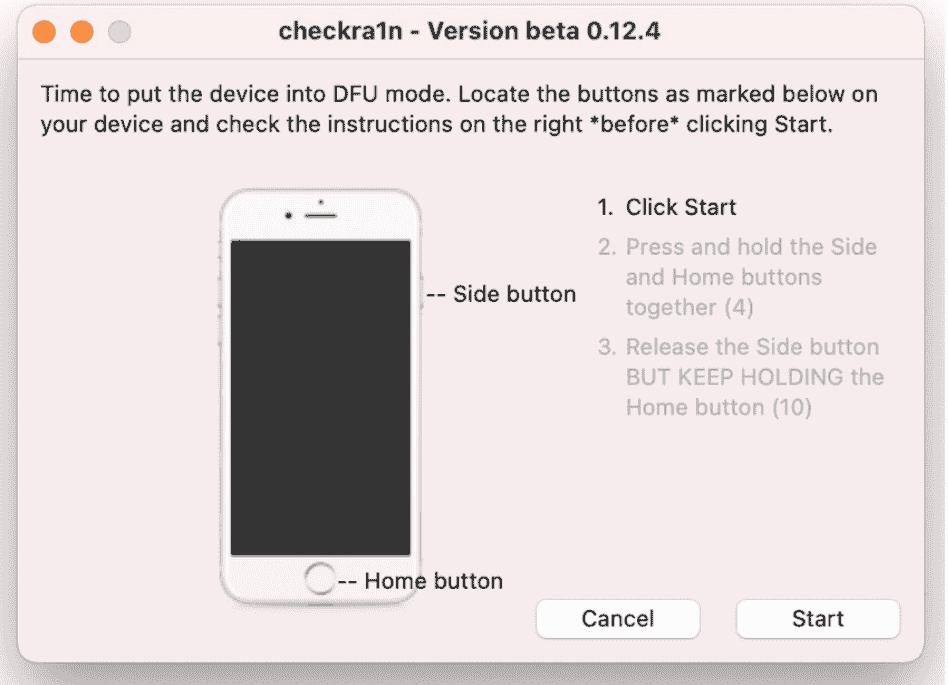 checkra1n - Version beta 0.12.4
Time to put the device into DFU mode. Locate the buttons as marked below on
your device and check the instructions on the right *before* clicking Start.
1. Click Start
2. Press and hold the Side
and Home buttons
together (4)
3. Release the Side button
BUT KEEP HOLDING the
Home button (10)
-- Side button
-- Home button
Cancel
Start